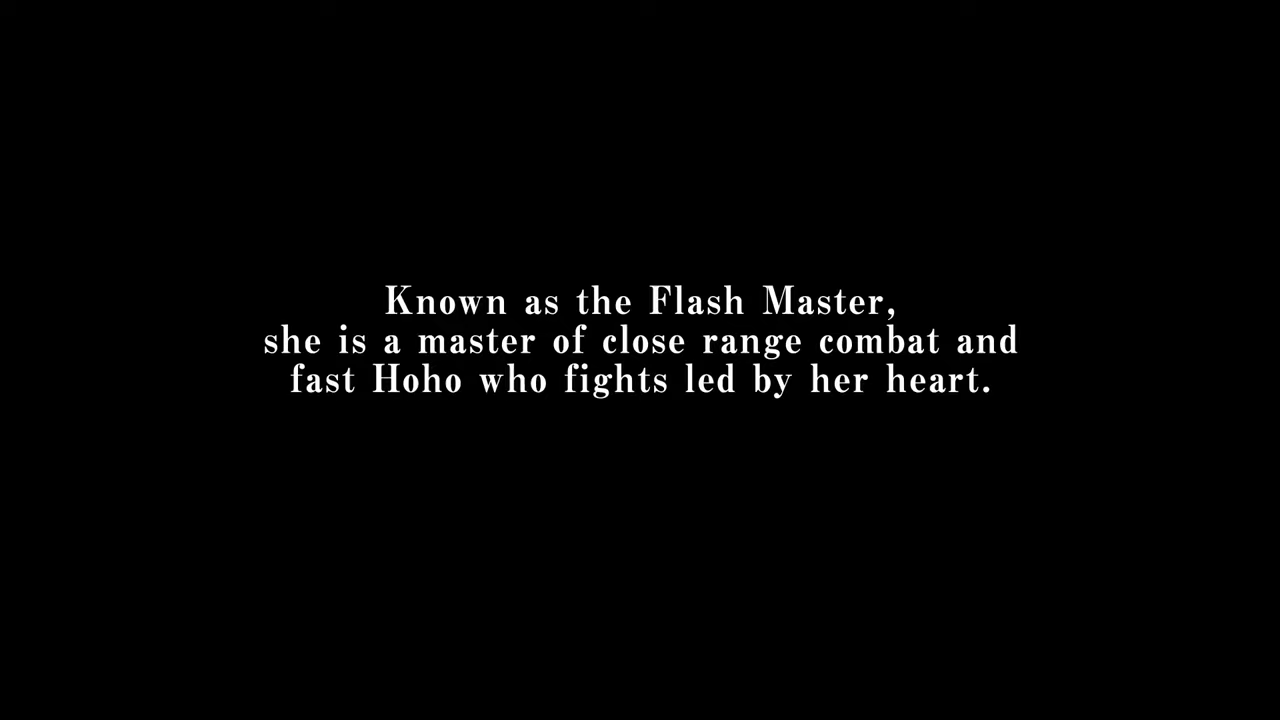 Known as the Flash Master,
she is a master of close range combat and
fast Hoho who fights led by her heart.